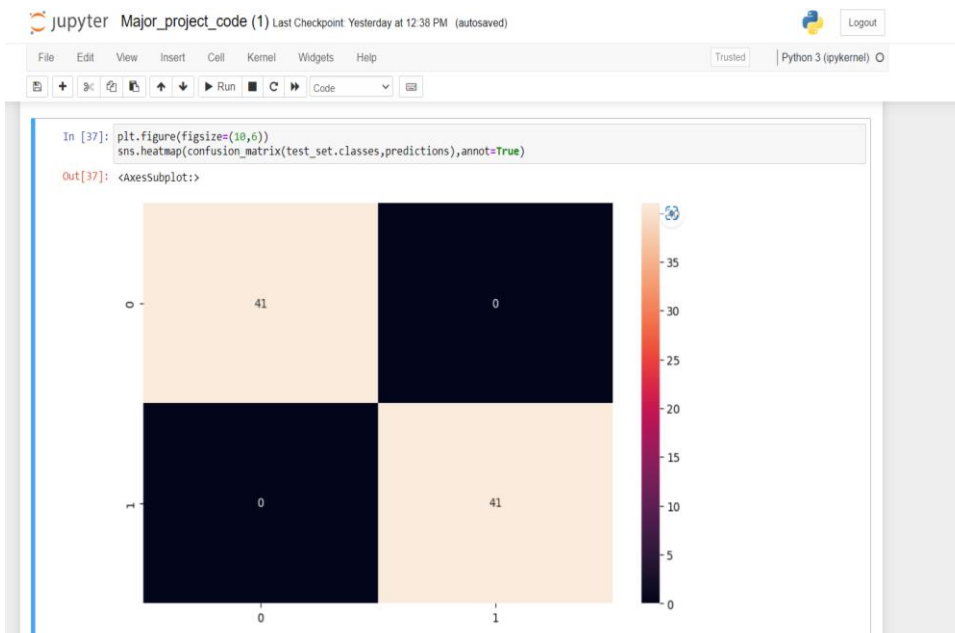 jupyter Major_project_code (1) Last Checkpoint: Yesterday at 12:38 PM (autosaved)
Logout
File Edit View Insert Cell Kernel Widgets Help
Trusted
Python 3 (ipykernel)
Run
Code
In [37]: plt.figure(figsize=(10,6))
sns.heatmap(confusion_matrix(test_set.classes,predictions),annot=True)
Out[37]: <AxesSubplot:>
0
41
0
1
0
41
0
1
35
30
25
20
15
10
5
0